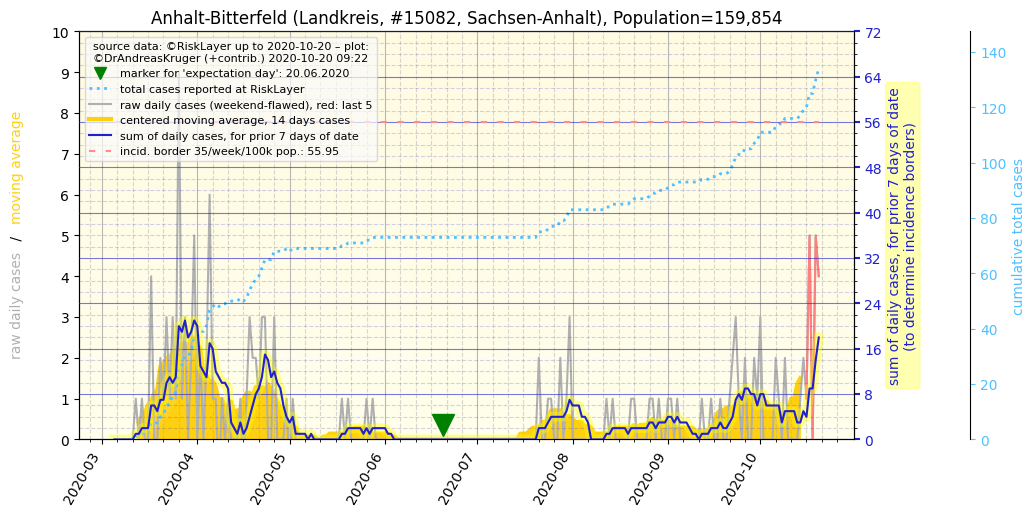 Anhalt-Bitterfeld (Landkreis, #15082, Sachsen-Anhalt), Population=159,854
source data: ©RiskLayer up to 2020-10-20 – plot:
©DrAndreasKruger (+contrib.) 2020-10-20 09:22
marker for 'expectation day': 20.06.2020
total cases reported at RiskLayer
raw daily cases (weekend-flawed), red: last 5
centered moving average, 14 days cases
sum of daily cases, for prior 7 days of date
incid. border 35/week/100k pop.: 55.95
raw daily cases / moving average
10
9
8
7
6
5
4
3
2
1
0
2020-03
2020-04
2020-05
2020-06
2020-07
2020-08
2020-09
2020-10
72
64
56
48
40
32
24
16
8
0
sum of daily cases, for prior 7 days of date
(to determine incidence borders)
140
120
100
80
60
40
20
0
cumulative total cases